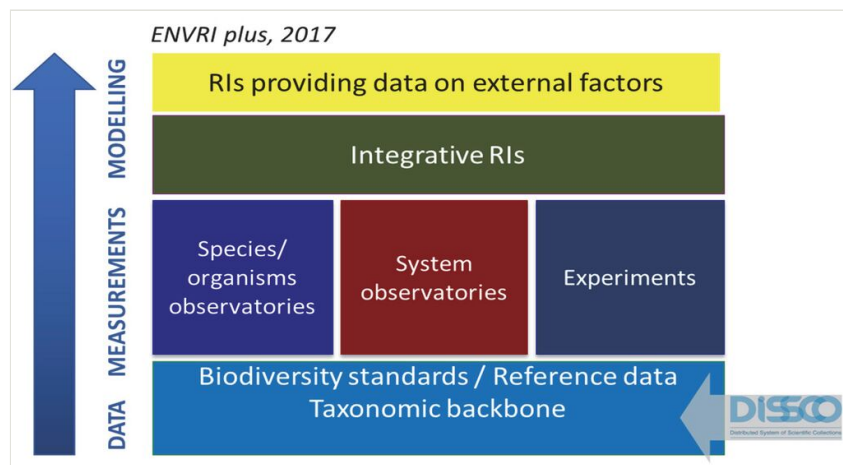 ENVRI plus, 2017
MODELLING
RIs providing data on external factors
Integrative RIs
MEASUREMENTS
Species/
organisms
observatories
System
observatories
Experiments
DATA
Biodiversity standards / Reference data
Taxonomic backbone
DiSSCo
Distributed System of Scientific Collections